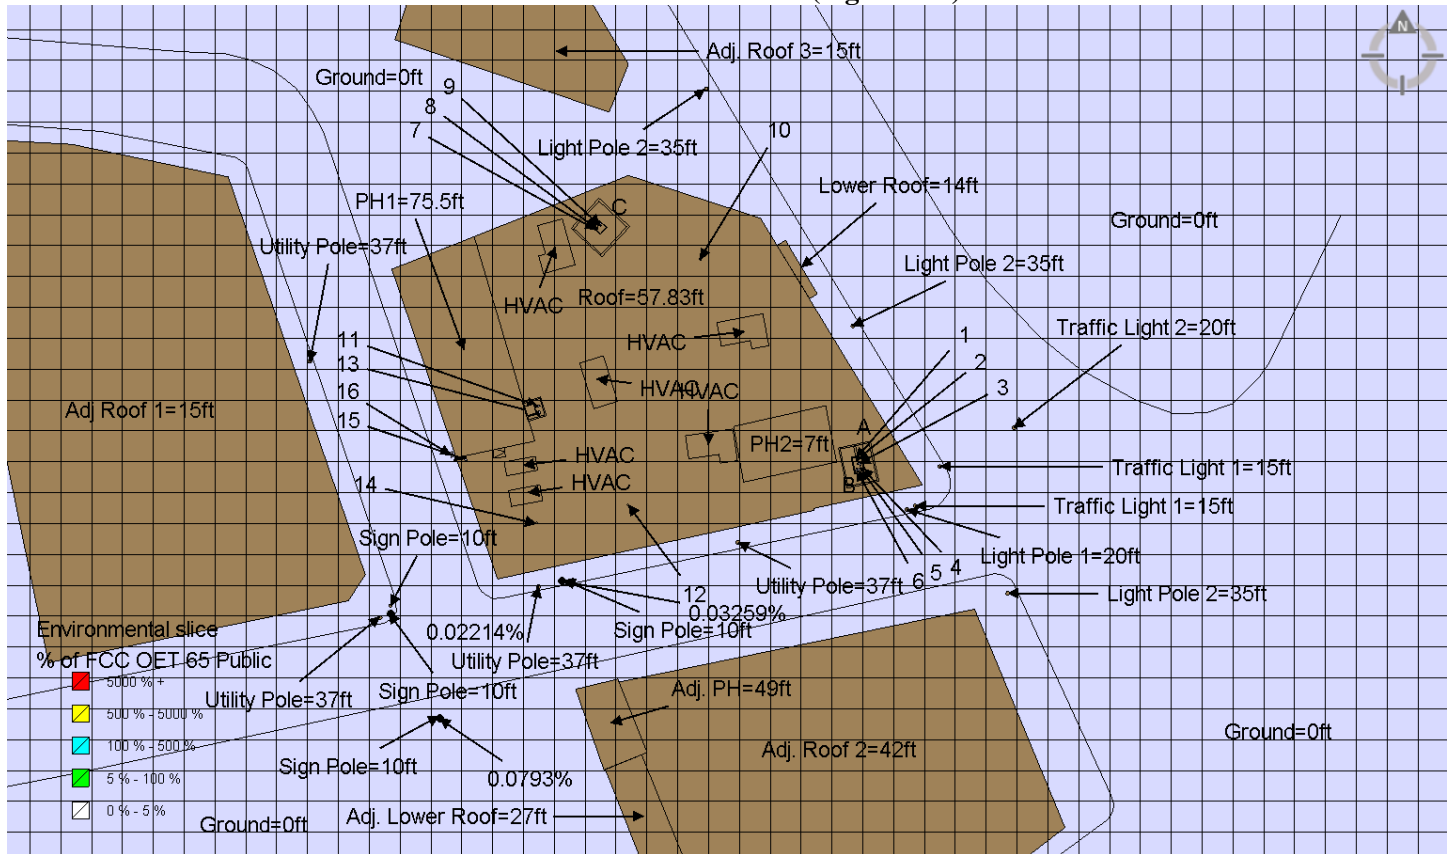 N
Adj. Roof 3=15ft
Ground=0ft
9
8
7
10
Light Pole 2=35ft
Lower Roof=14ft
PH1=75.5ft
C
Ground=0ft
Utility Pole=37ft
Light Pole 2=35ft
HVAC
Roof=57.83ft
Traffic Light 2=20ft
11
1
HVAC
13
2
16
HVAC
HVAC
3
Adj Roof 1=15ft
15
A
PH2=7ft
HVAC
Traffic Light 1=15ft
14
HVAC
B
Traffic Light 1=15ft
Sign Pole=10ft
Light Pole 1=20ft
6
5
4
Utility Pole=37ft
12
Light Pole 2=35ft
0.03259%
Environmental slice
0.02214%
Sign Pole=10ft
% of FCC OET 65 Public
Utility Pole=37ft
5000 % +
Utility Pole=37ft
Sign Pole=10ft
Adj. PH=49ft
500 % - 5000 %
Ground=0ft
100 % - 500 %
Adj. Roof 2=42ft
Sign Pole=10ft
0.0793%
5 % - 100 %
0 % - 5 %
Ground=0ft
Adj. Lower Roof=27ft